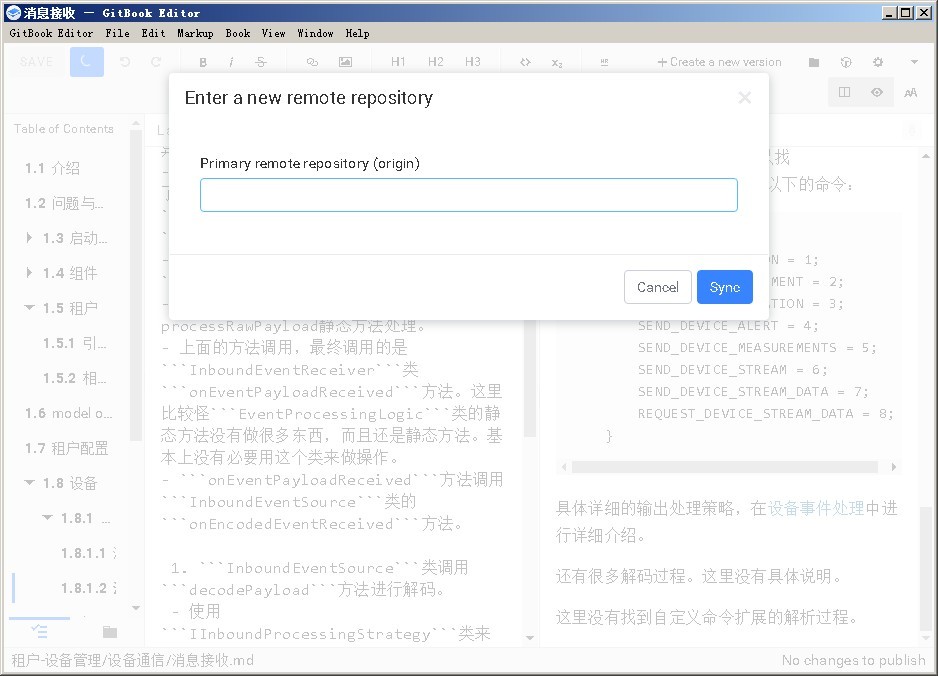 消息接收 — GitBook Editor
GitBook Editor File Edit Markup Book View Window Help
SAVE B i S H1 H2 H3 x₂ + Create a new version
AA
Enter a new remote repository
Primary remote repository (origin)
Cancel Sync
Table of Contents
1.1 介绍
1.2 问题与...
1.3 启动...
1.4 组件
1.5 租户
1.5.1 引...
1.5.2 相...
1.6 model o...
1.7 租户配置
1.8 设备
1.8.1 ...
1.8.1.1
1.8.1.2
processRawPayload静态方法处理。
- 上面的方法调用，最终调用的是
```InboundEventReceiver```类
```onEventPayloadReceived```方法。这里
比较怪```EventProcessingLogic```类的静
态方法没有做很多东西，而且还是静态方法。基
本上没有必要用这个类来做操作。
- ```onEventPayloadReceived```方法调用
```InboundEventSource```类的
```onEncodedEventReceived```方法。
1. ```InboundEventSource```类调用
```decodePayload```方法进行解码。
- 使用
```IInboundProcessingStrategy```类来
找
以下的命令：
N = 1;
MENT = 2;
ATION = 3;
SEND_DEVICE_ALERT = 4;
SEND_DEVICE_MEASUREMENTS = 5;
SEND_DEVICE_STREAM = 6;
SEND_DEVICE_STREAM_DATA = 7;
REQUEST_DEVICE_STREAM_DATA = 8;
}
具体详细的输出处理策略，在设备事件处理中进
行详细介绍。
还有很多解码过程。这里没有具体说明。
这里没有找到自定义命令扩展的解析过程。
租户-设备管理/设备通信/消息接收.md
No changes to publish